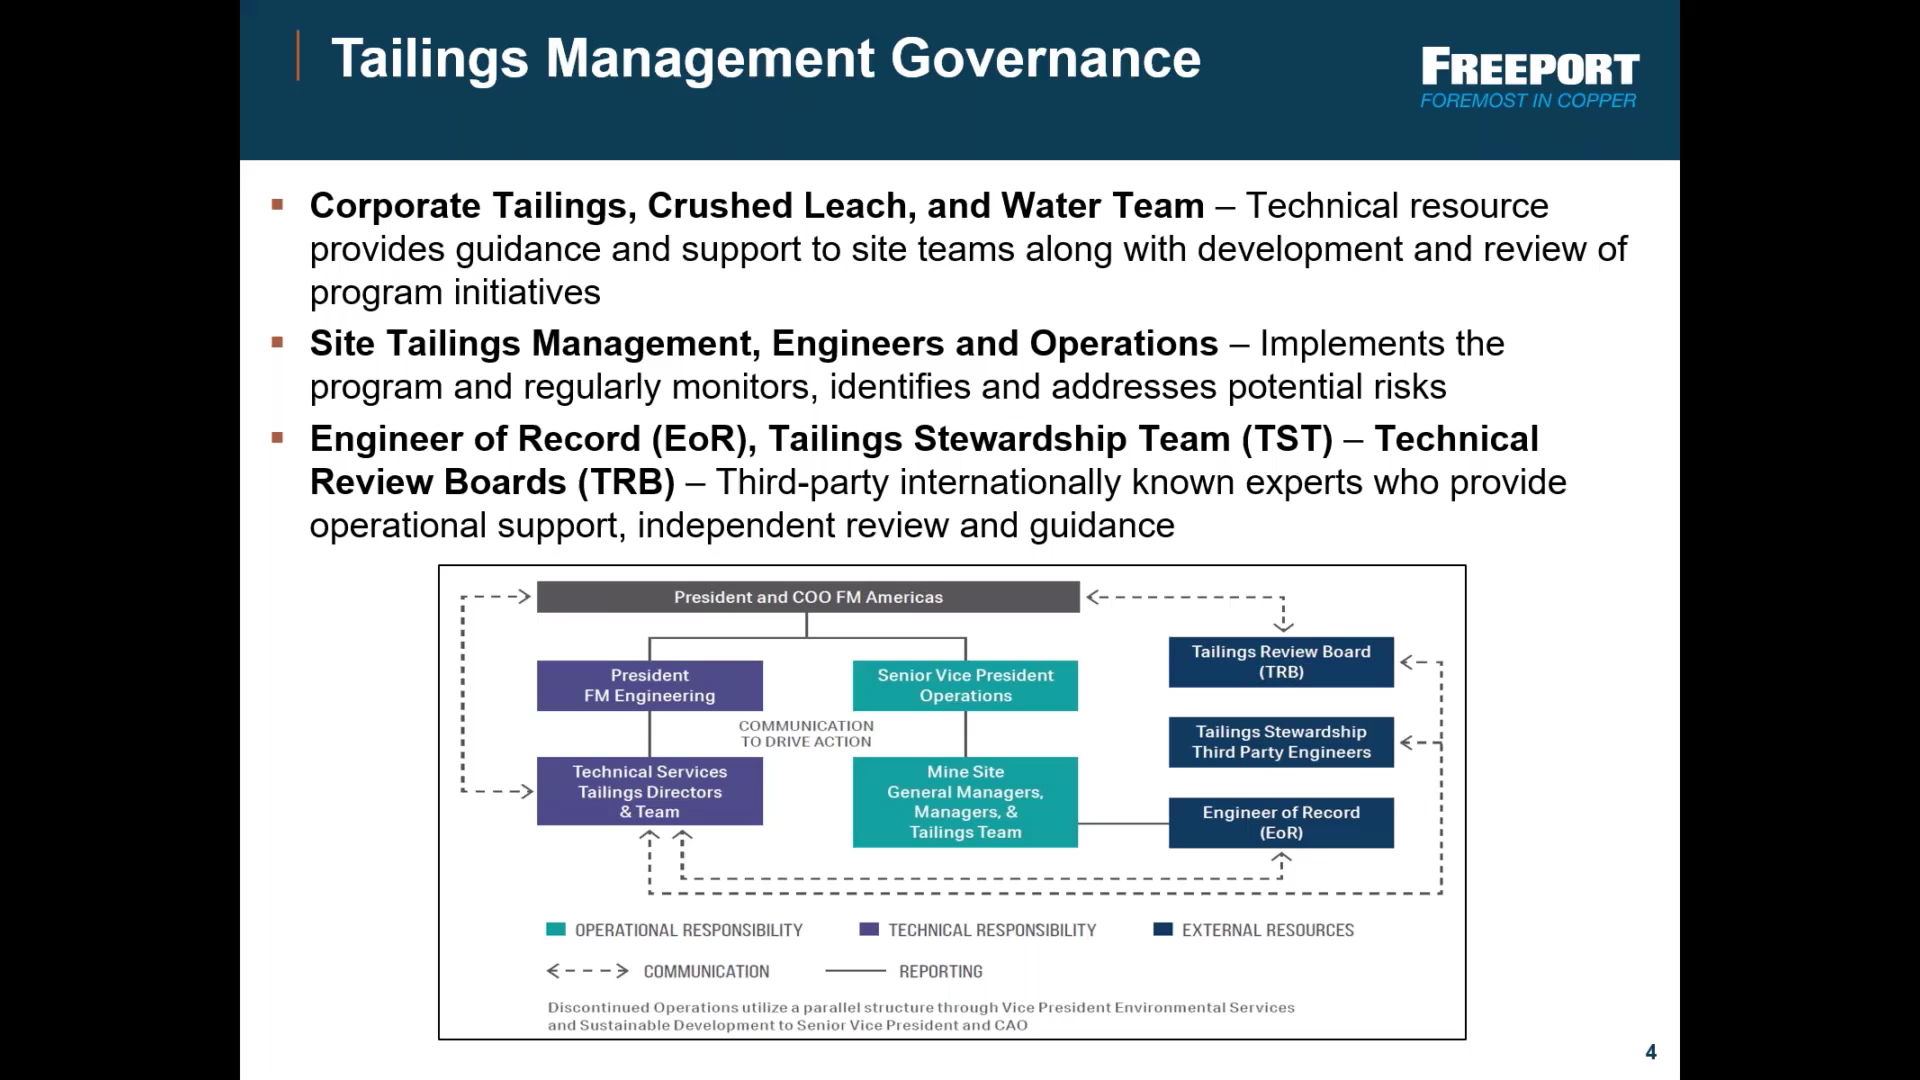 Tailings Management Governance
FREEPORT
FOREMOST IN COPPER
Corporate Tailings, Crushed Leach, and Water Team – Technical resource
provides guidance and support to site teams along with development and review of
program initiatives
Site Tailings Management, Engineers and Operations – Implements the
program and regularly monitors, identifies and addresses potential risks
Engineer of Record (EoR), Tailings Stewardship Team (TST) – Technical
Review Boards (TRB) – Third-party internationally known experts who provide
operational support, independent review and guidance
President and COO FM Americas
President
FM Engineering
Senior Vice President
Operations
Tailings Review Board
(TRB)
COMMUNICATION
TO DRIVE ACTION
Tailings Stewardship
Third Party Engineers
Technical Services
Tailings Directors
& Team
Mine Site
General Managers,
Managers, &
Tailings Team
Engineer of Record
(EoR)
OPERATIONAL RESPONSIBILITY
TECHNICAL RESPONSIBILITY
EXTERNAL RESOURCES
COMMUNICATION
REPORTING
Discontinued Operations utilize a parallel structure through Vice President Environmental Services
and Sustainable Development to Senior Vice President and CAO
4